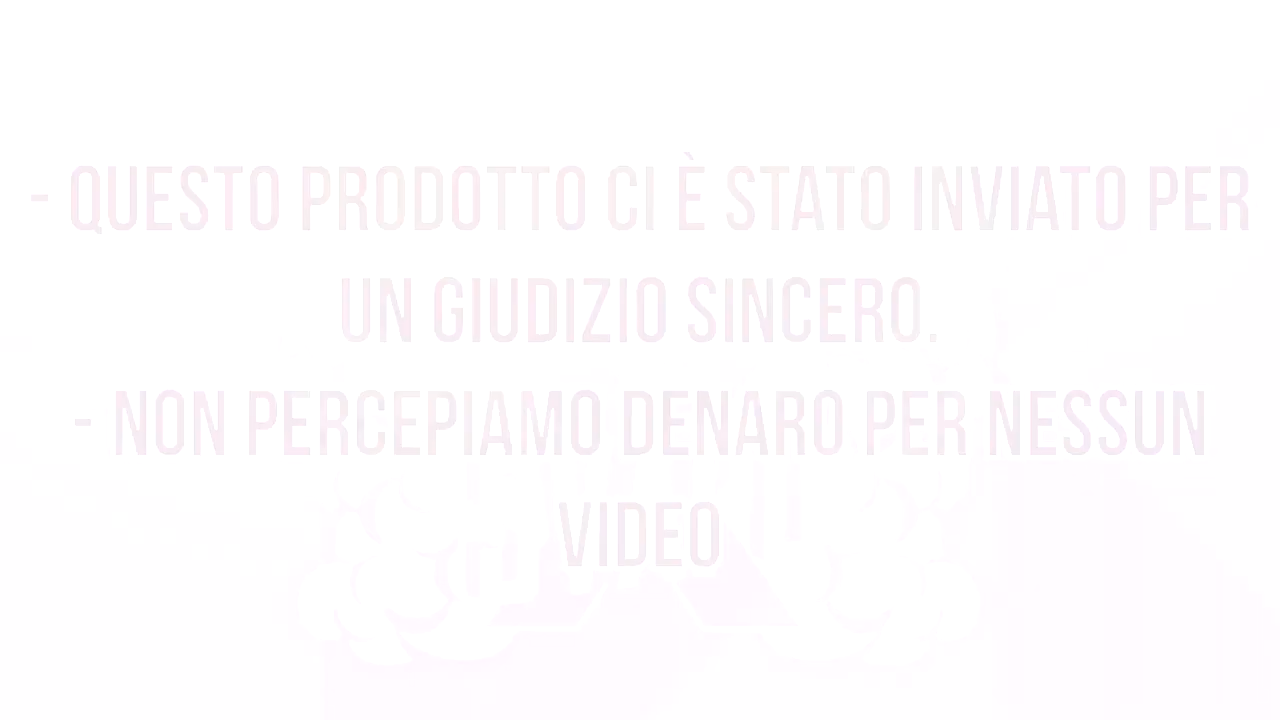 - QUESTO PRODOTTO CI È STATO INVIATO PER
UN GIUDIZIO SINCERO.
- NON PERCEPIAMO DENARO PER NESSUN
VIDEO